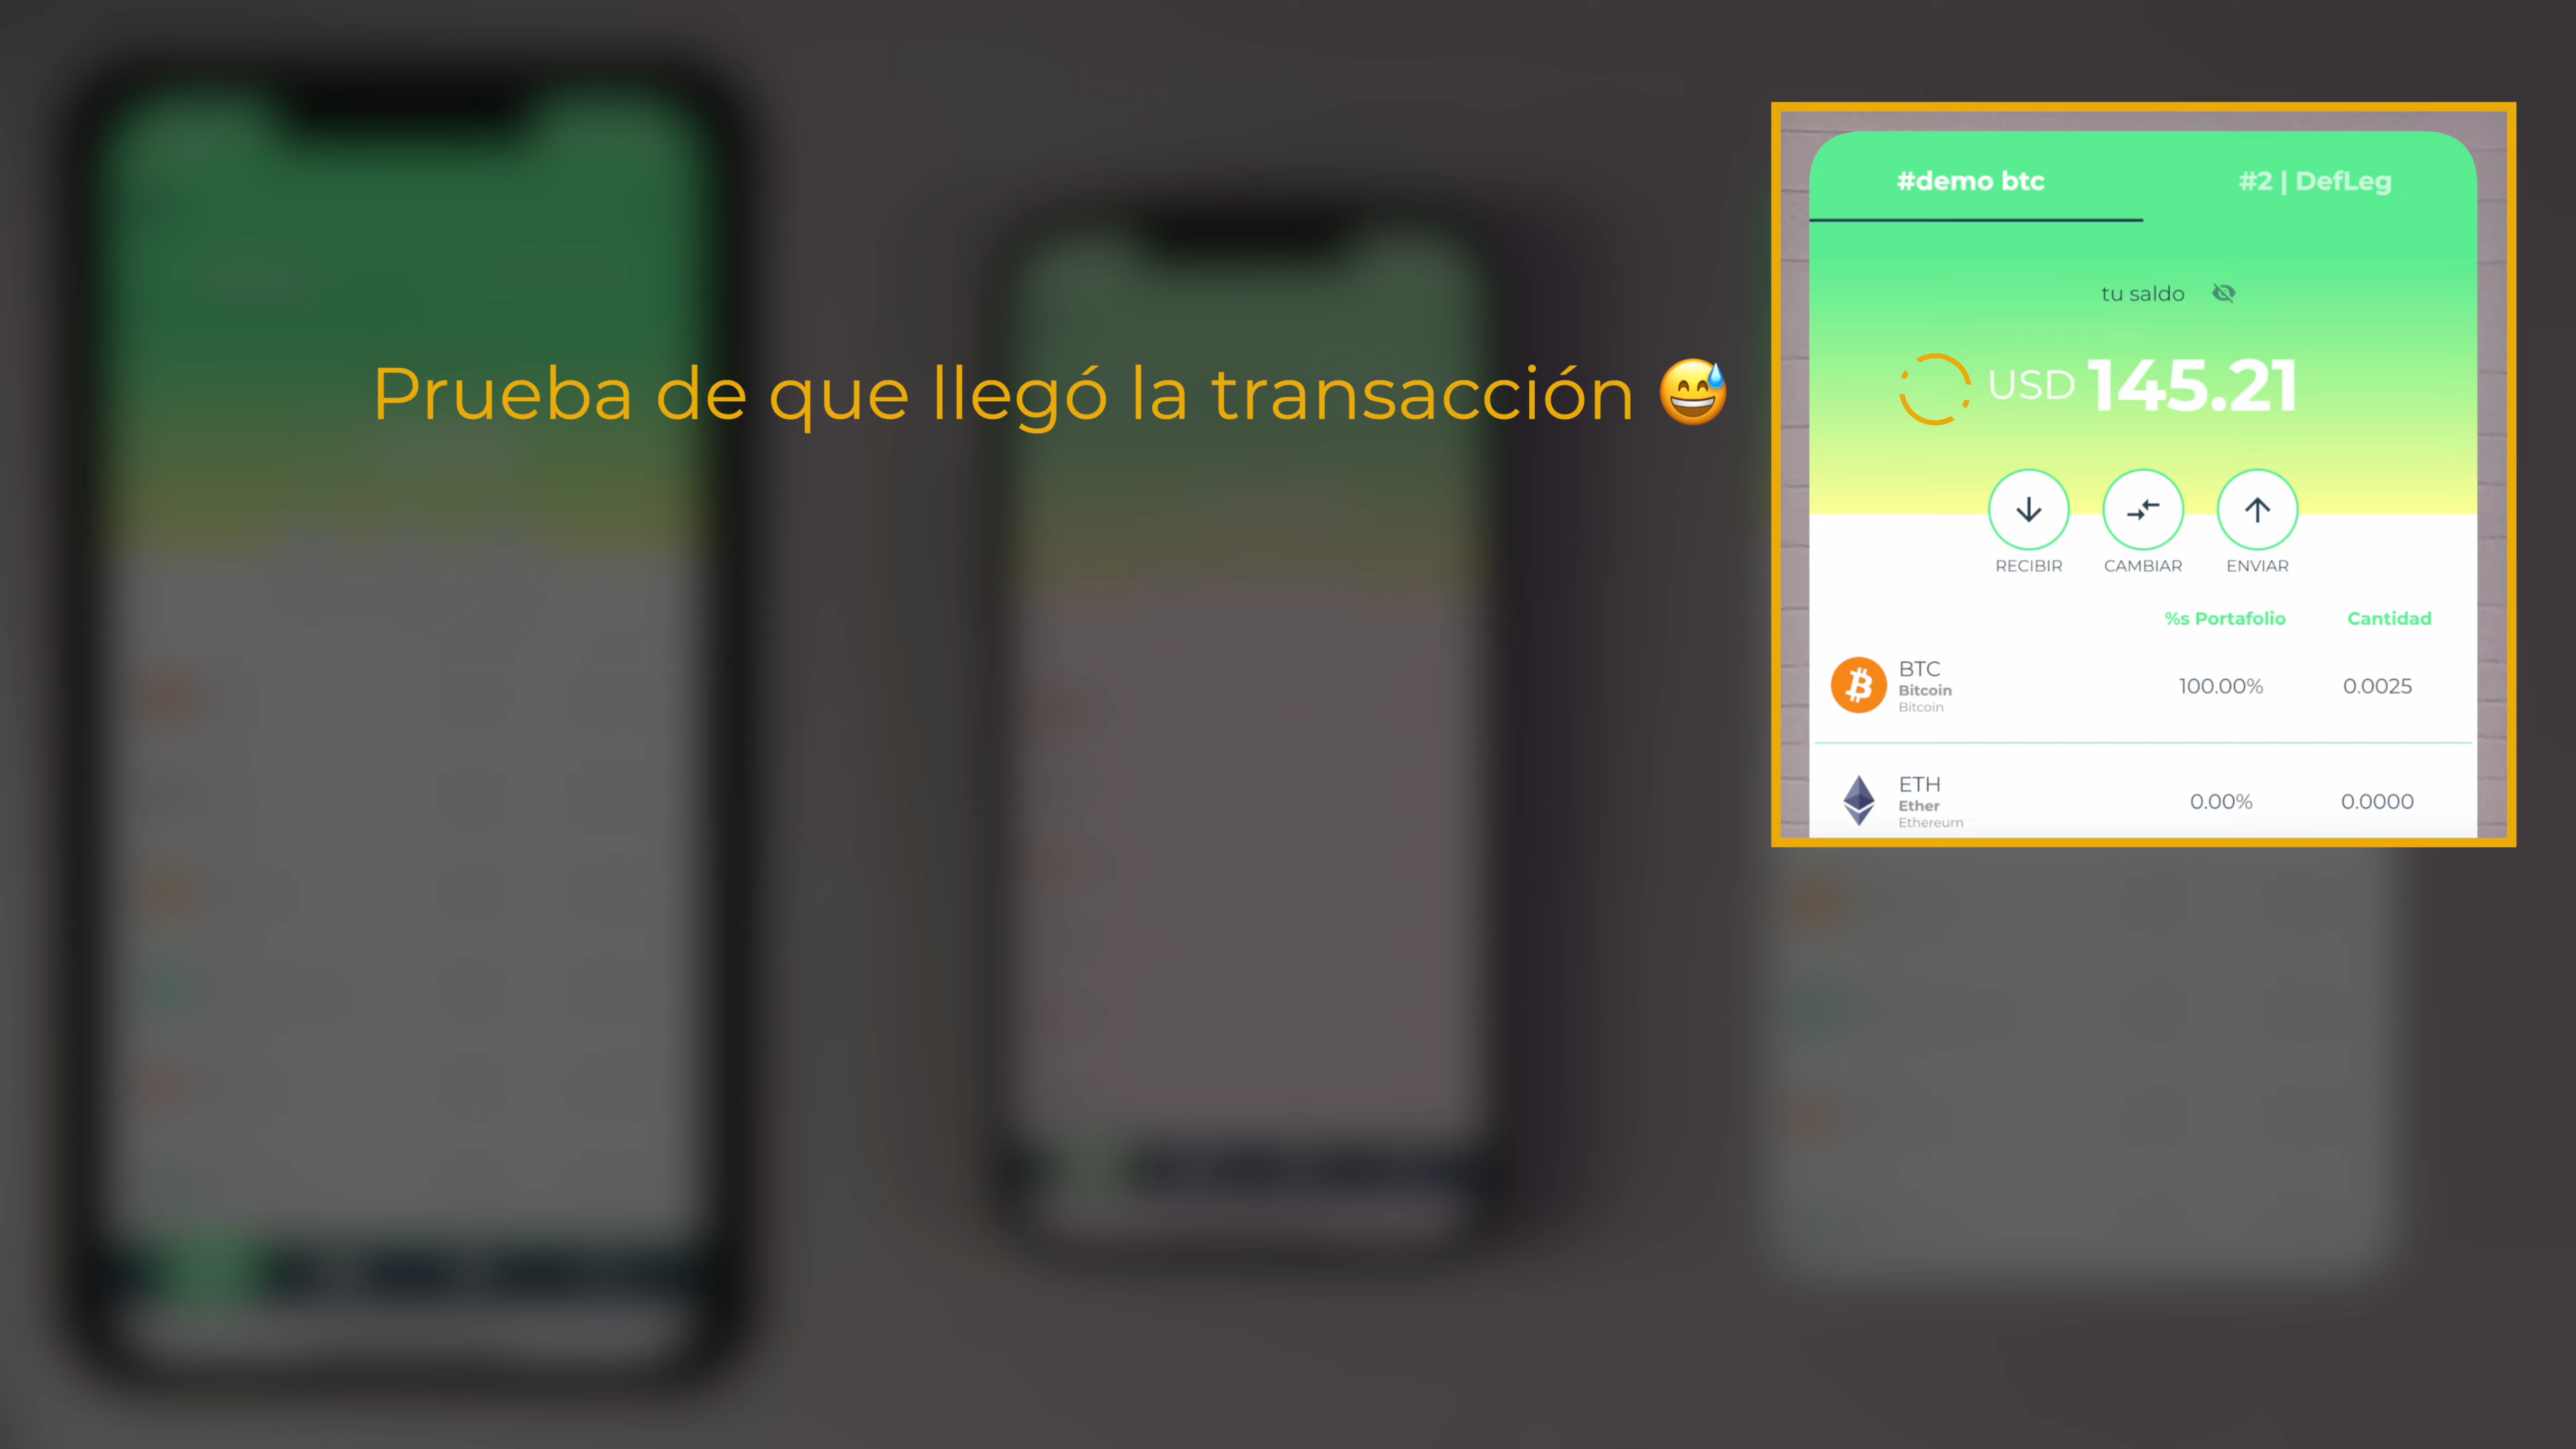 Prueba de que llegó la transacción 😅
#demo btc
#2 | DefLeg
tu saldo
USD 145.21
RECIBIR
CAMBIAR
ENVIAR
%s Portafolio
Cantidad
BTC
Bitcoin
Bitcoin
100.00%
0.0025
ETH
Ether
Ethereum
0.00%
0.0000